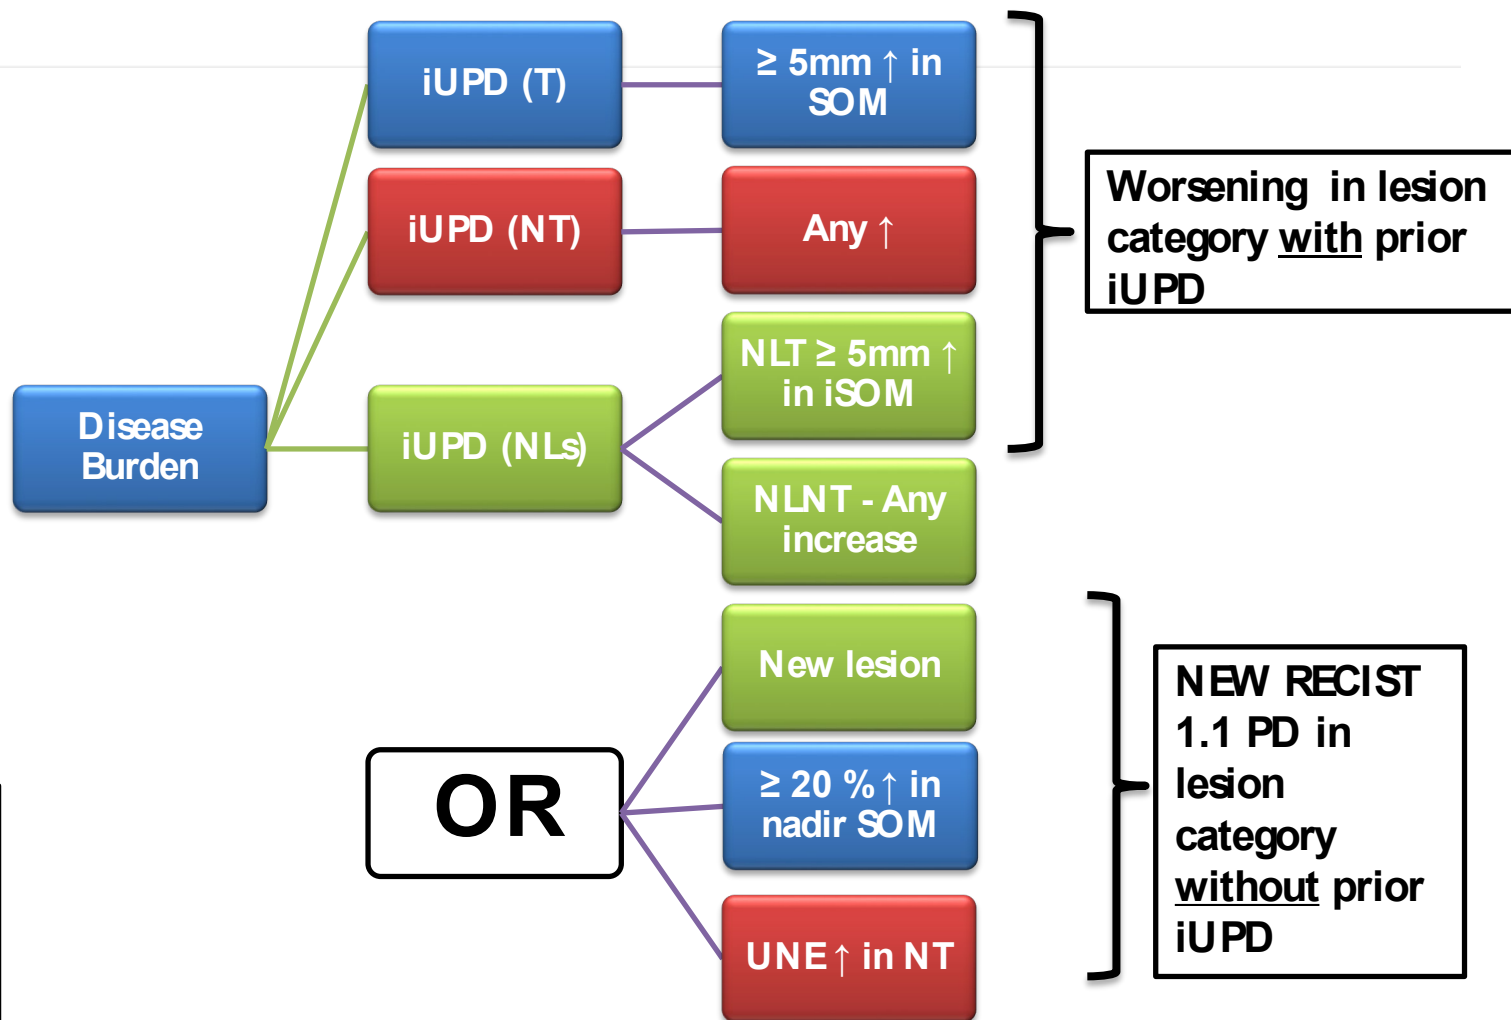 iUPD (T)
≥ 5mm ↑ in
SOM
iUPD (NT)
Any ↑
Worsening in lesion
category with prior
iUPD
NLT ≥ 5mm ↑
in iSOM
Disease
Burden
iUPD (NLs)
NLNT - Any
increase
New lesion
OR
≥ 20 % ↑ in
nadir SOM
UNE ↑ in NT
NEW RECIST
1.1 PD in
lesion
category
without prior
iUPD